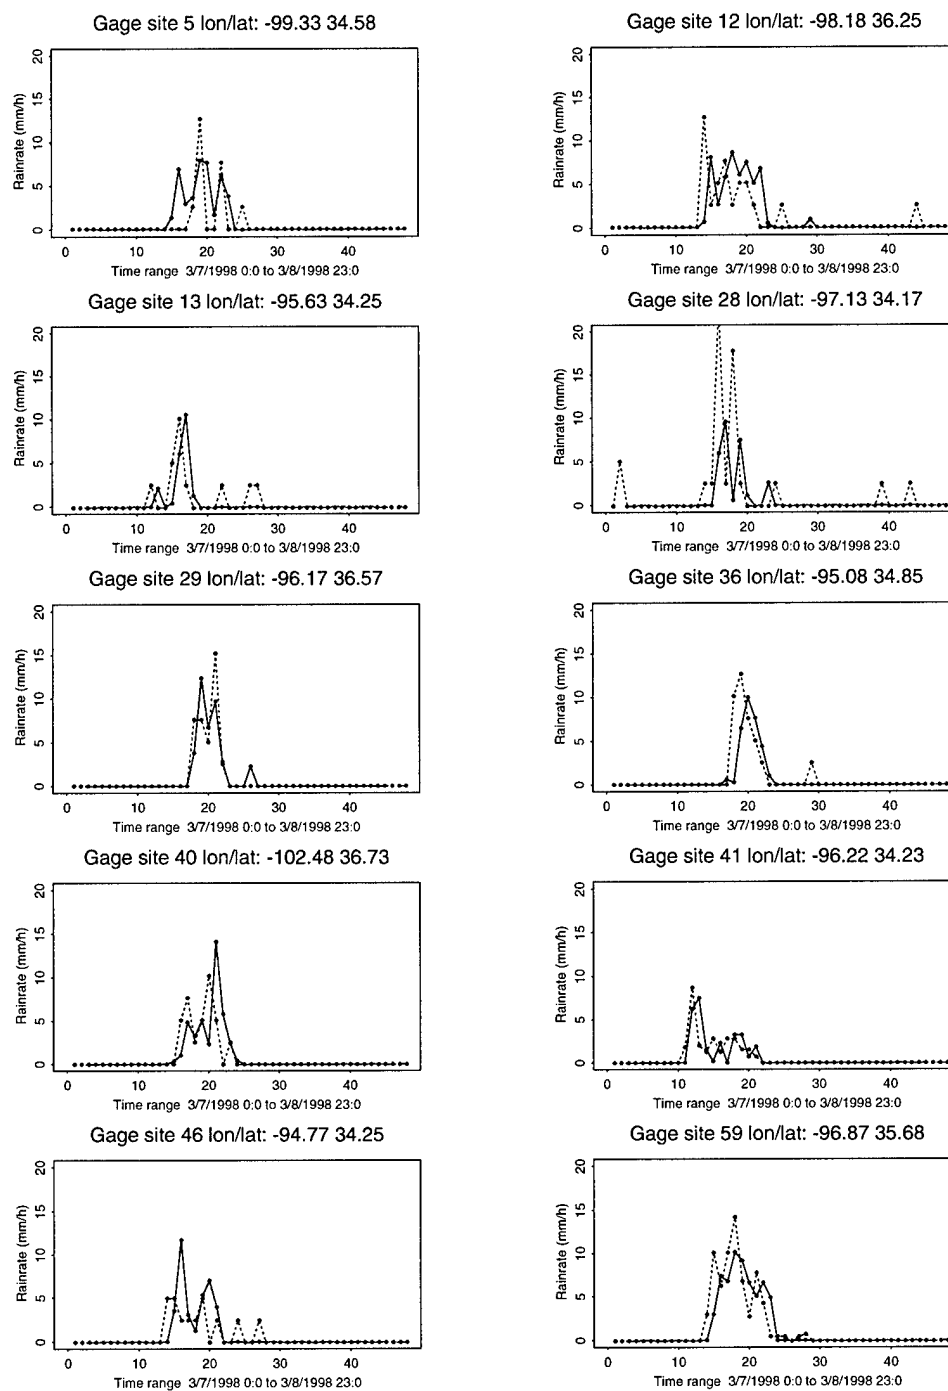 Gage site 5 lon/lat: -99.33 34.58
Rainrate (mm/h)
20
15
10
5
0
0 10 20 30 40
Time range 3/7/1998 0:0 to 3/8/1998 23:0
Gage site 12 lon/lat: -98.18 36.25
Rainrate (mm/h)
20
15
10
5
0
0 10 20 30 40
Time range 3/7/1998 0:0 to 3/8/1998 23:0
Gage site 13 lon/lat: -95.63 34.25
Rainrate (mm/h)
20
15
10
5
0
0 10 20 30 40
Time range 3/7/1998 0:0 to 3/8/1998 23:0
Gage site 28 lon/lat: -97.13 34.17
Rainrate (mm/h)
20
15
10
5
0
0 10 20 30 40
Time range 3/7/1998 0:0 to 3/8/1998 23:0
Gage site 29 lon/lat: -96.17 36.57
Rainrate (mm/h)
20
15
10
5
0
0 10 20 30 40
Time range 3/7/1998 0:0 to 3/8/1998 23:0
Gage site 36 lon/lat: -95.08 34.85
Rainrate (mm/h)
20
15
10
5
0
0 10 20 30 40
Time range 3/7/1998 0:0 to 3/8/1998 23:0
Gage site 40 lon/lat: -102.48 36.73
Rainrate (mm/h)
20
15
10
5
0
0 10 20 30 40
Time range 3/7/1998 0:0 to 3/8/1998 23:0
Gage site 41 lon/lat: -96.22 34.23
Rainrate (mm/h)
20
15
10
5
0
0 10 20 30 40
Time range 3/7/1998 0:0 to 3/8/1998 23:0
Gage site 46 lon/lat: -94.77 34.25
Rainrate (mm/h)
20
15
10
5
0
0 10 20 30 40
Time range 3/7/1998 0:0 to 3/8/1998 23:0
Gage site 59 lon/lat: -96.87 35.68
Rainrate (mm/h)
20
15
10
5
0
0 10 20 30 40
Time range 3/7/1998 0:0 to 3/8/1998 23:0